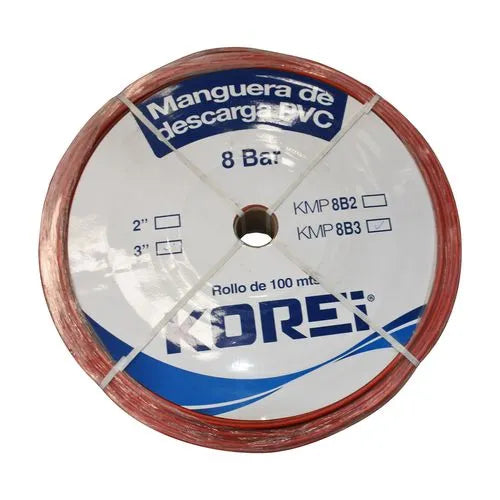 Manguera de
descarga PVC
8 Bar
2"
3"
KMP 8B2
KMP 8B3
Rollo de 100 mts
KOREi®